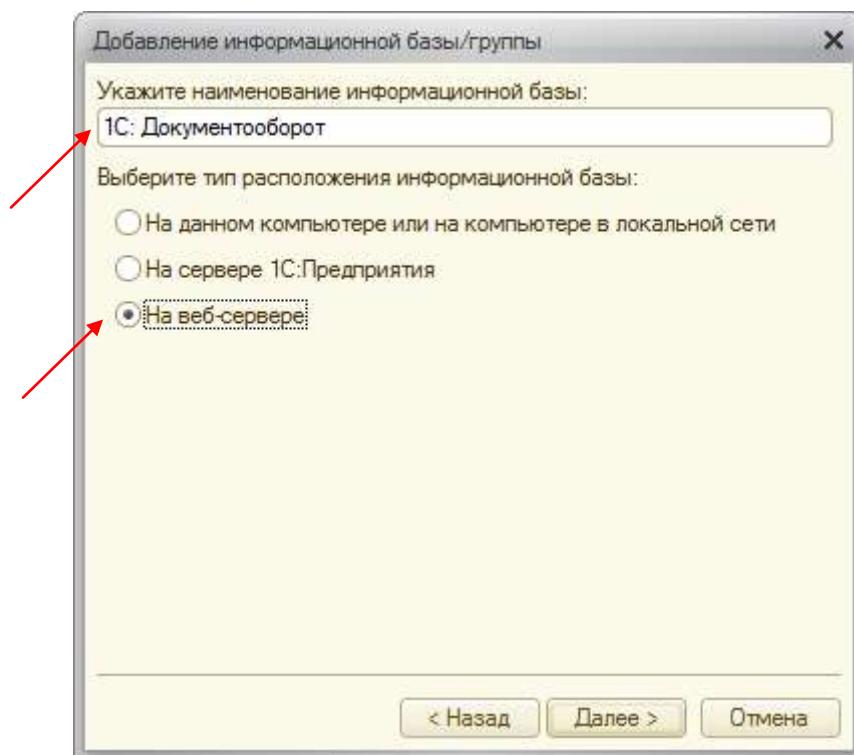 Добавление информационной базы/группы
Укажите наименование информационной базы:
1С: Документооборот
Выберите тип расположения информационной базы:
На данном компьютере или на компьютере в локальной сети
На сервере 1С:Предприятия
На веб-сервере
< Назад
Далее >
Отмена